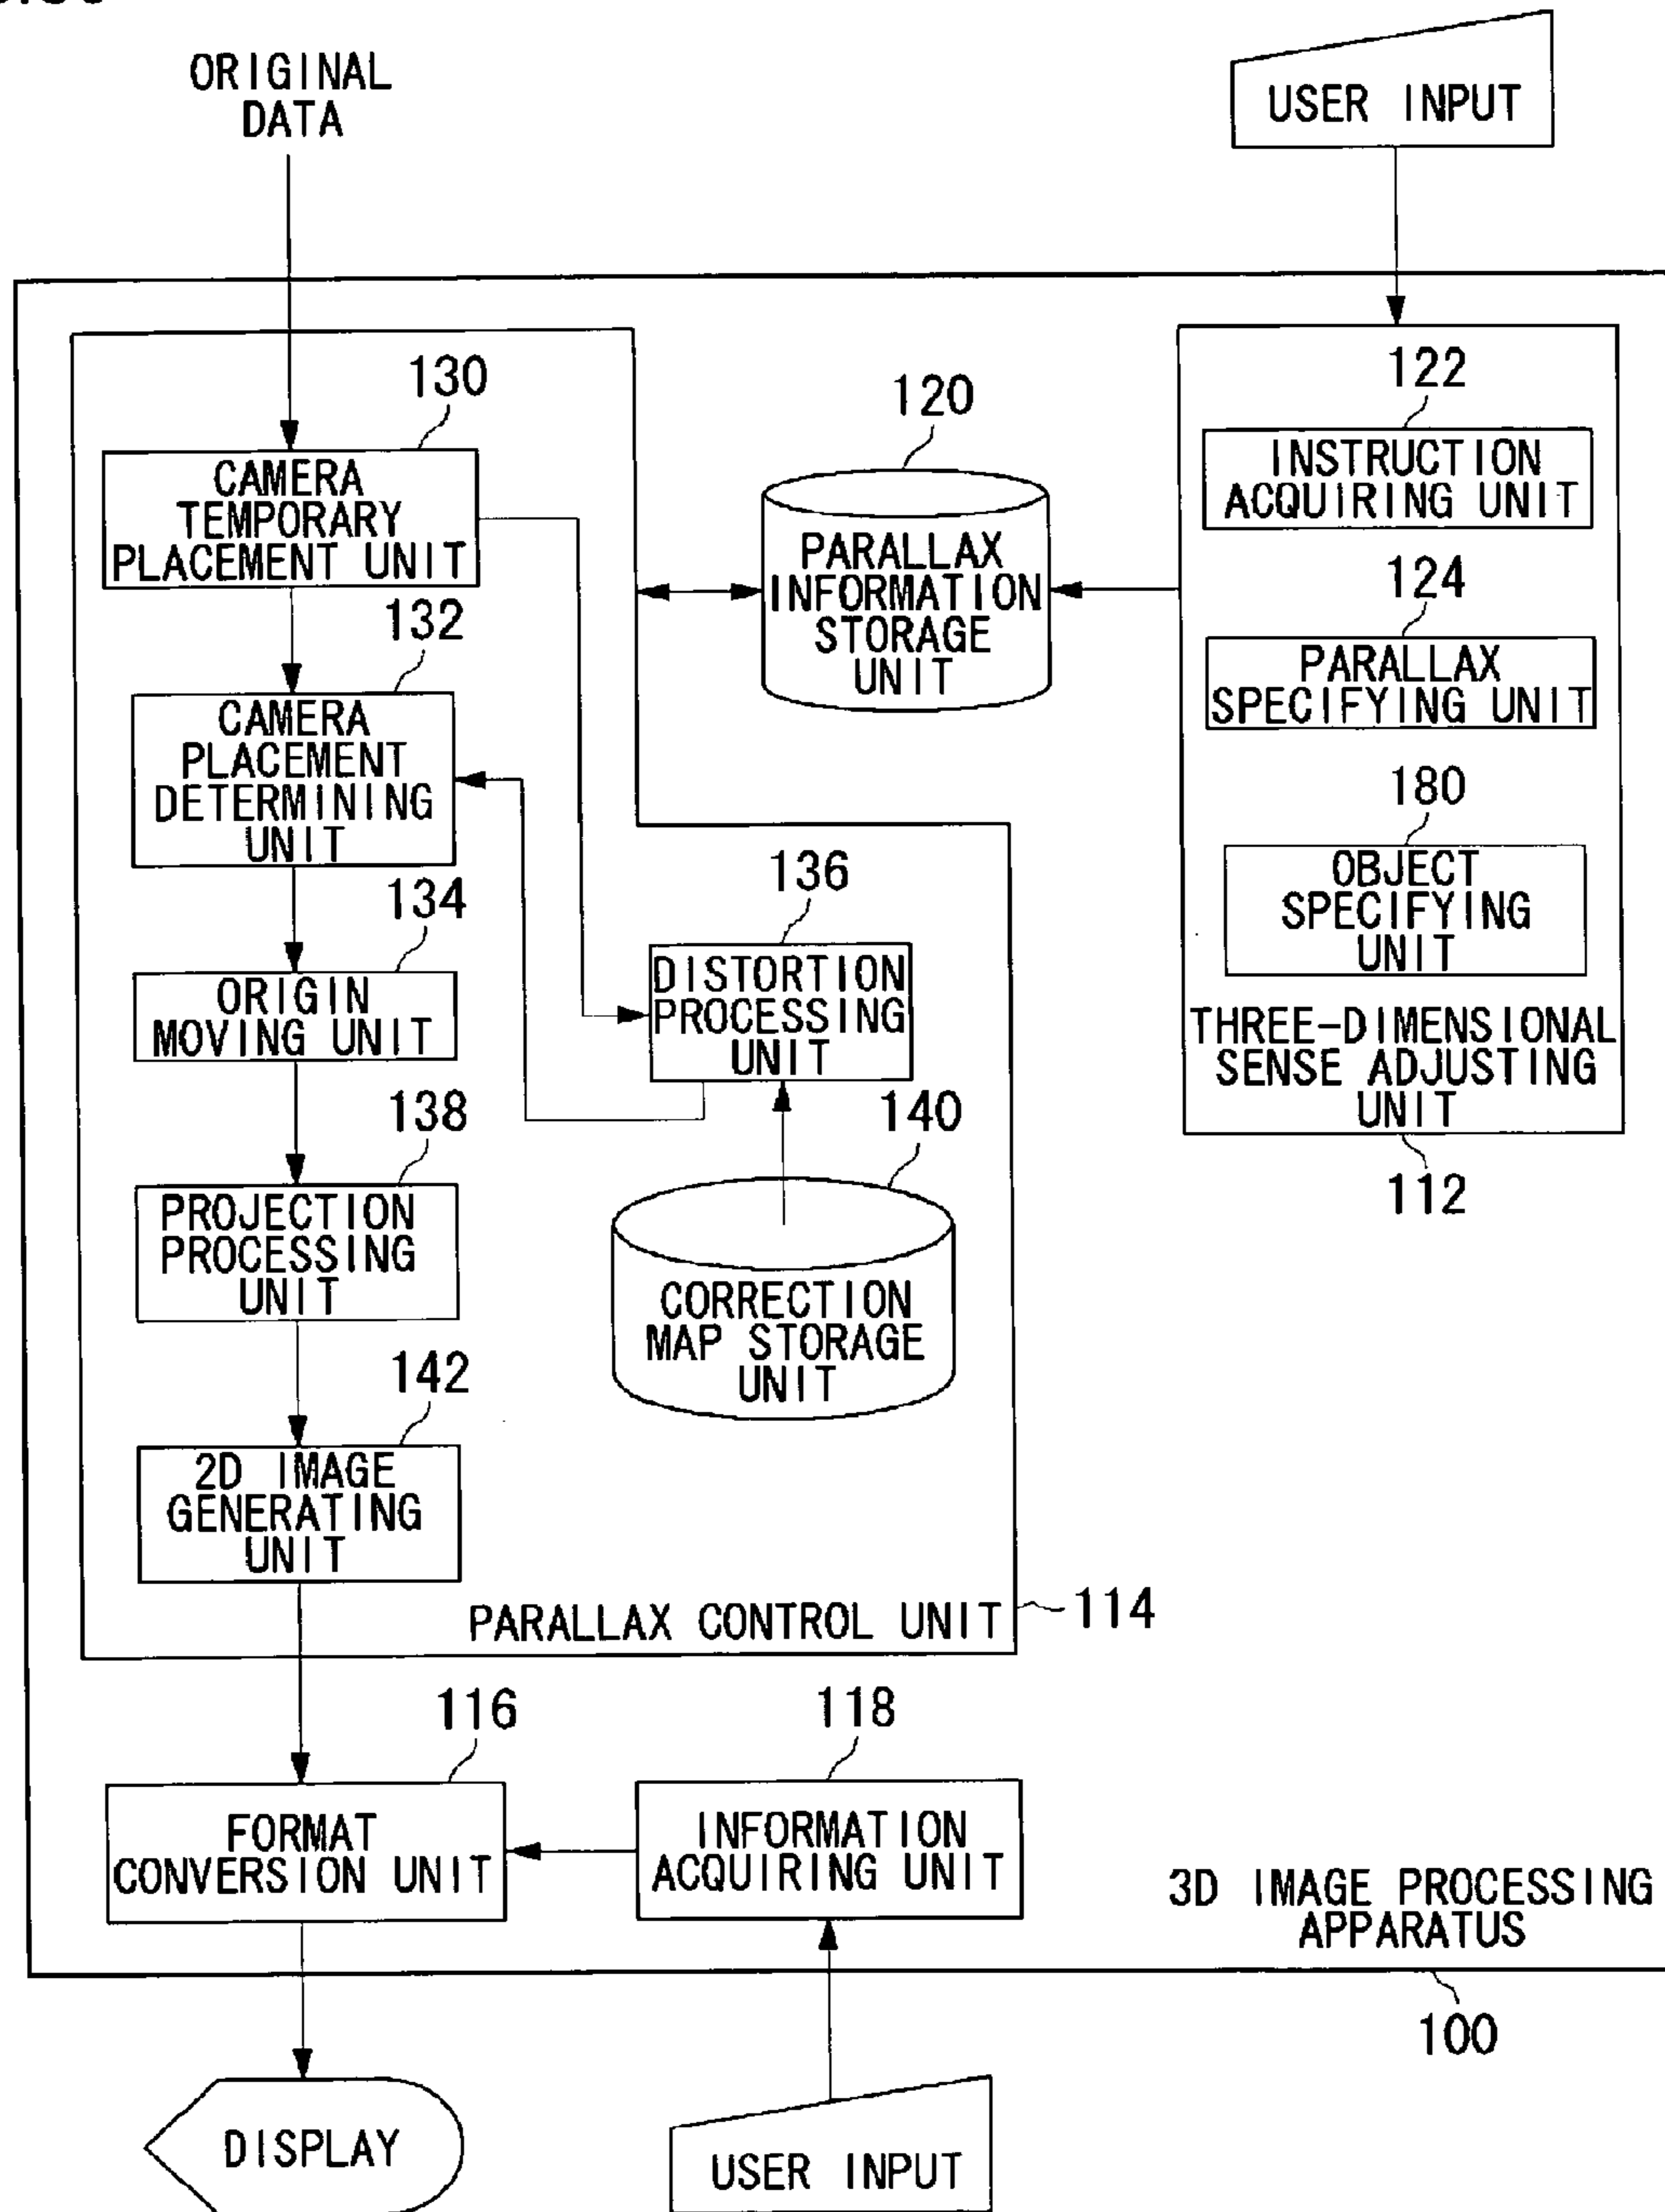 ORIGINAL
DATA
USER INPUT
130
CAMERA
TEMPORARY
PLACEMENT UNIT
120
PARALLAX
INFORMATION
STORAGE
UNIT
122
INSTRUCTION
ACQUIRING UNIT
124
PARALLAX
SPECIFYING UNIT
180
OBJECT
SPECIFYING
UNIT
THREE-DIMENSIONAL
SENSE ADJUSTING
UNIT
112
132
CAMERA
PLACEMENT
DETERMINING
UNIT
134
ORIGIN
MOVING UNIT
136
DISTORTION
PROCESSING
UNIT
138
PROJECTION
PROCESSING
UNIT
140
CORRECTION
MAP STORAGE
UNIT
142
2D IMAGE
GENERATING
UNIT
PARALLAX CONTROL UNIT
114
116
FORMAT
CONVERSION UNIT
118
INFORMATION
ACQUIRING UNIT
3D IMAGE PROCESSING
APPARATUS
100
DISPLAY
USER INPUT